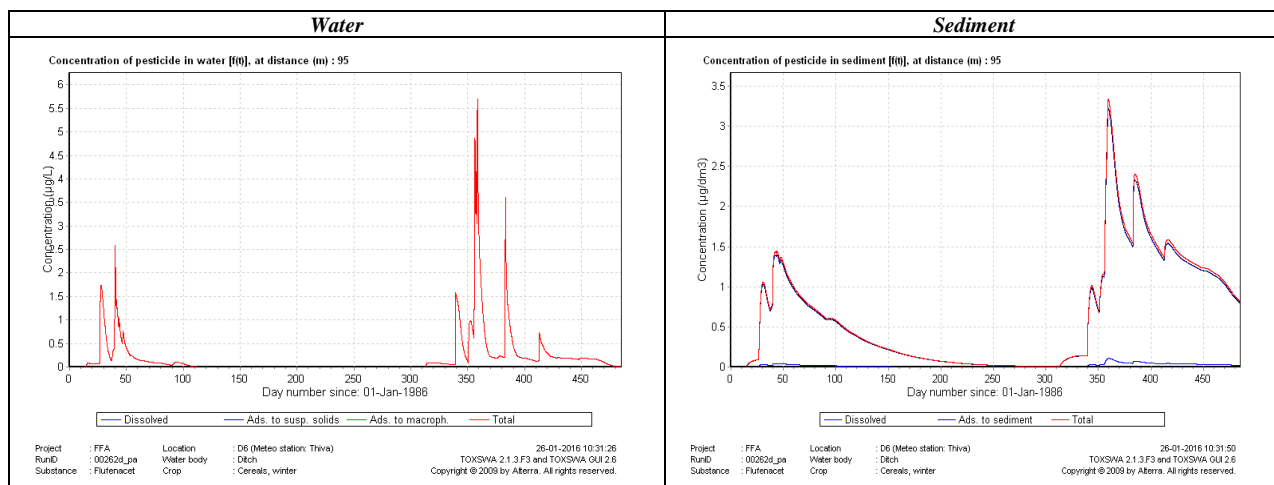 Water
Sediment
Concentration of pesticide in water [f(t)], at distance (m) : 95
6
5.5
5
4.5
4
3.5
3
2.5
2
1.5
1
0.5
0
Concentration (µg/L)
0 50 100 150 200 250 300 350 400 450
Day number since: 01-Jan-1986
Dissolved Ads. to susp. solids Ads. to macroph. Total
Project : FFA Location : D6 (Meteo station: Thiva) 26-01-2016 10:31:26
RunID : 00262d_pa Water body : Ditch TOXSWA 2.1.3.F3 and TOXSWA GUI 2.6
Substance : Flufenacet Crop : Cereals, winter Copyright © 2009 by Alterra. All rights reserved.
Concentration of pesticide in sediment [f(t)], at distance (m) : 95
3.5
3
2.5
2
1.5
1
0.5
0
Concentration (µg/dm3)
0 50 100 150 200 250 300 350 400 450
Day number since: 01-Jan-1986
Dissolved Ads. to sediment Total
Project : FFA Location : D6 (Meteo station: Thiva) 26-01-2016 10:31:50
RunID : 00262d_pa Water body : Ditch TOXSWA 2.1.3.F3 and TOXSWA GUI 2.6
Substance : Flufenacet Crop : Cereals, winter Copyright © 2009 by Alterra. All rights reserved.